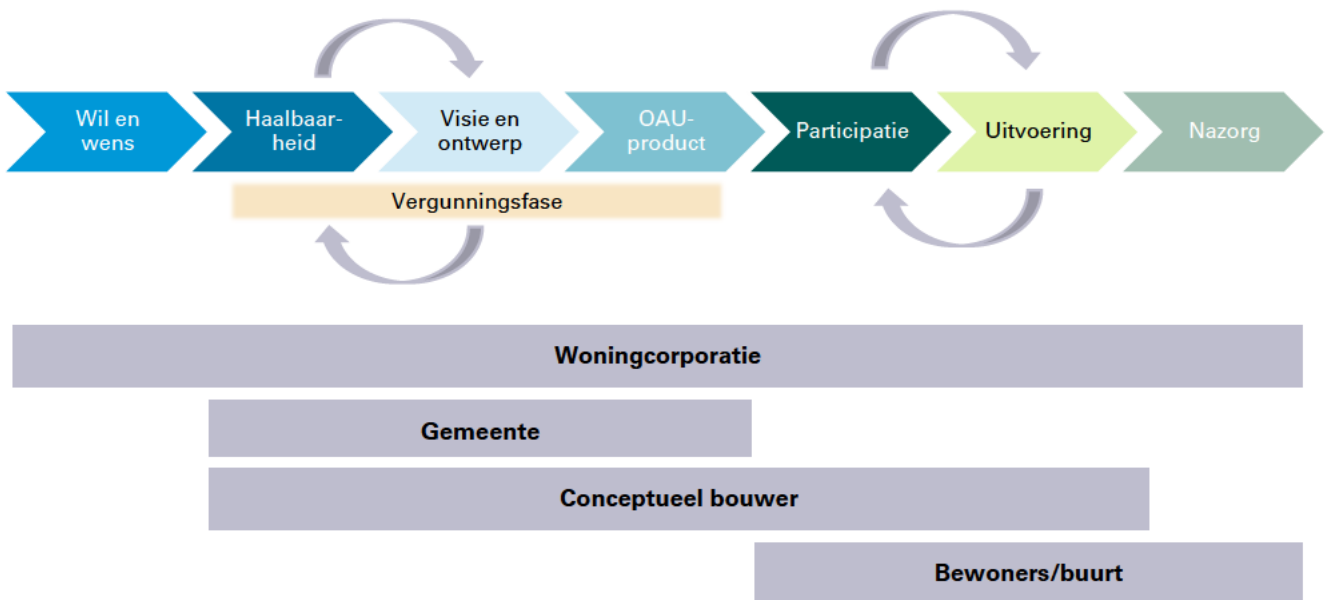 Wil en
wens
Haalbaar-
heid
Visie en
ontwerp
OAU-
product
Participatie
Uitvoering
Nazorg
Vergunningsfase
Woningcorporatie
Gemeente
Conceptueel bouwer
Bewoners/buurt